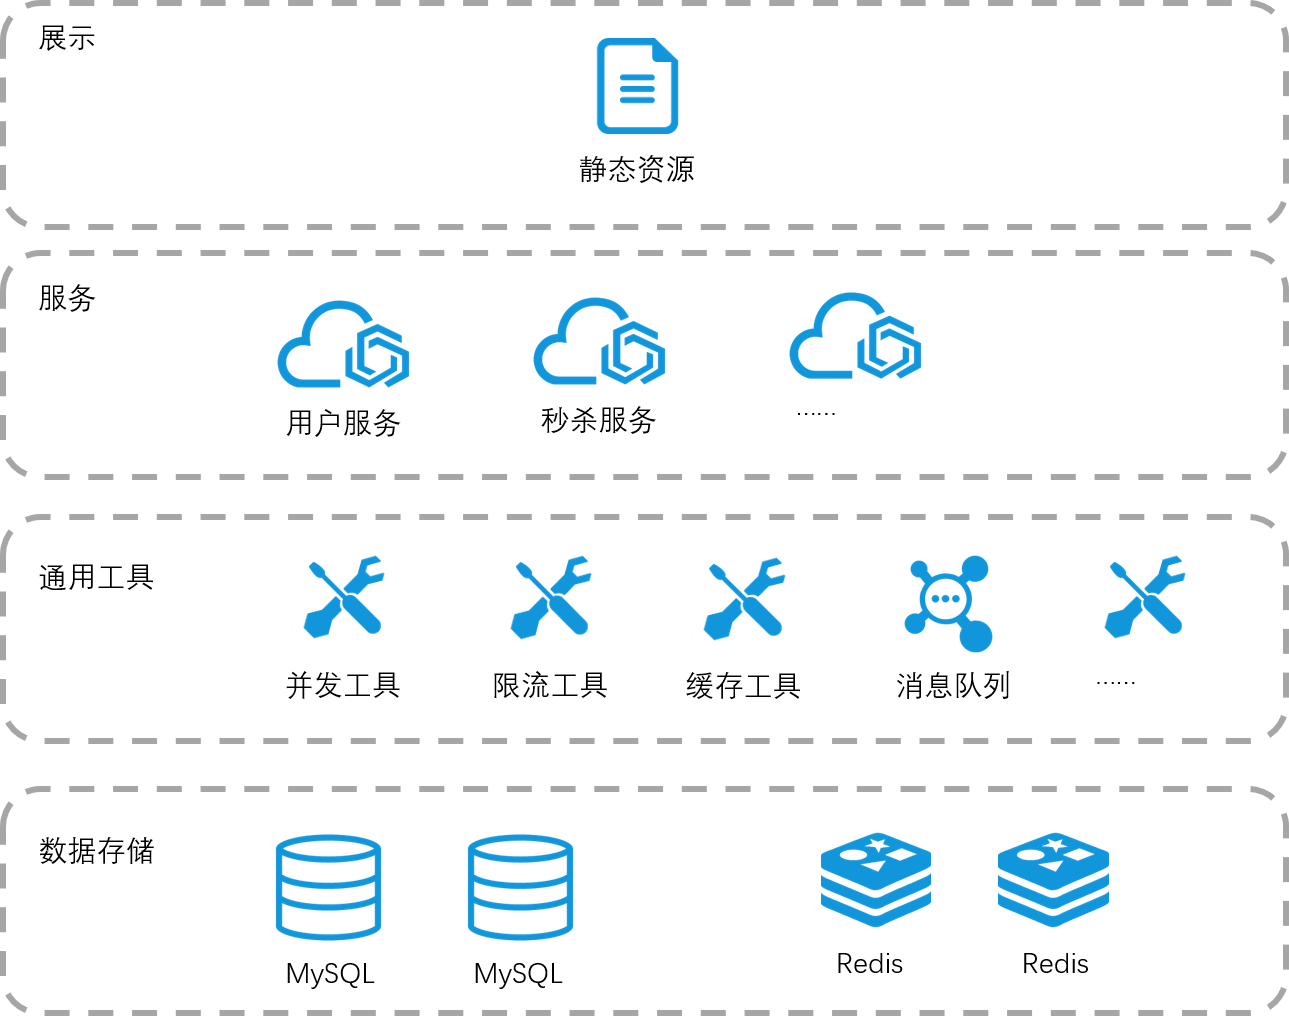 展示
静态资源
服务
用户服务
秒杀服务
……
通用工具
并发工具
限流工具
缓存工具
消息队列
……
数据存储
MySQL
MySQL
Redis
Redis